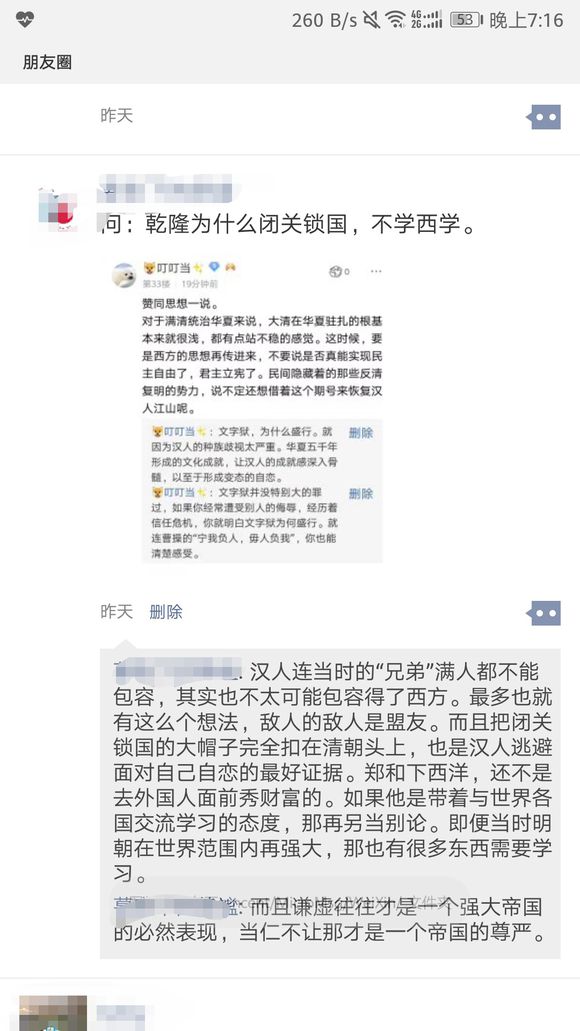 260 B/s 4G 2G 53 晚上7:16
朋友圈
昨天
问：乾隆为什么闭关锁国，不学西学。
叮叮当
0
第33楼 19分钟前
赞同思想一说。
对于满清统治华夏来说，大清在华夏驻扎的根基
本来就很浅，都有点站不稳的感觉。这时候，要
是西方的思想再传进来，不要说是否真能实现民
主自由了，君主立宪了。民间隐藏着的那些反清
复明的势力，说不定还想借着这个期号来恢复汉
人江山呢。
叮叮当：文字狱，为什么盛行。就 删除
因为汉人的种族歧视太严重。华夏五千年
形成的文化成就，让汉人的成就感深入骨
髓，以至于形成变态的自恋。
叮叮当：文字狱并没特别大的罪 删除
过，如果你经常遭受别人的侮辱，经历着
信任危机，你就明白文字狱为何盛行。就
连曹操的“宁我负人，毋人负我”，你也能
清楚感受。
昨天 删除
: 汉人连当时的“兄弟”满人都不能
包容，其实也不太可能包容得了西方。最多也就
有这么个想法，敌人的敌人是盟友。而且把闭关
锁国的大帽子完全扣在清朝头上，也是汉人逃避
面对自己自恋的最好证据。郑和下西洋，还不是
去外国人面前秀财富的。如果他是带着与世界各
国交流学习的态度，那再另当别论。即便当时明
朝在世界范围内再强大，那也有很多东西需要学
习。
: 而且谦虚往往才是一个强大帝国
的必然表现，当仁不让那才是一个帝国的尊严。